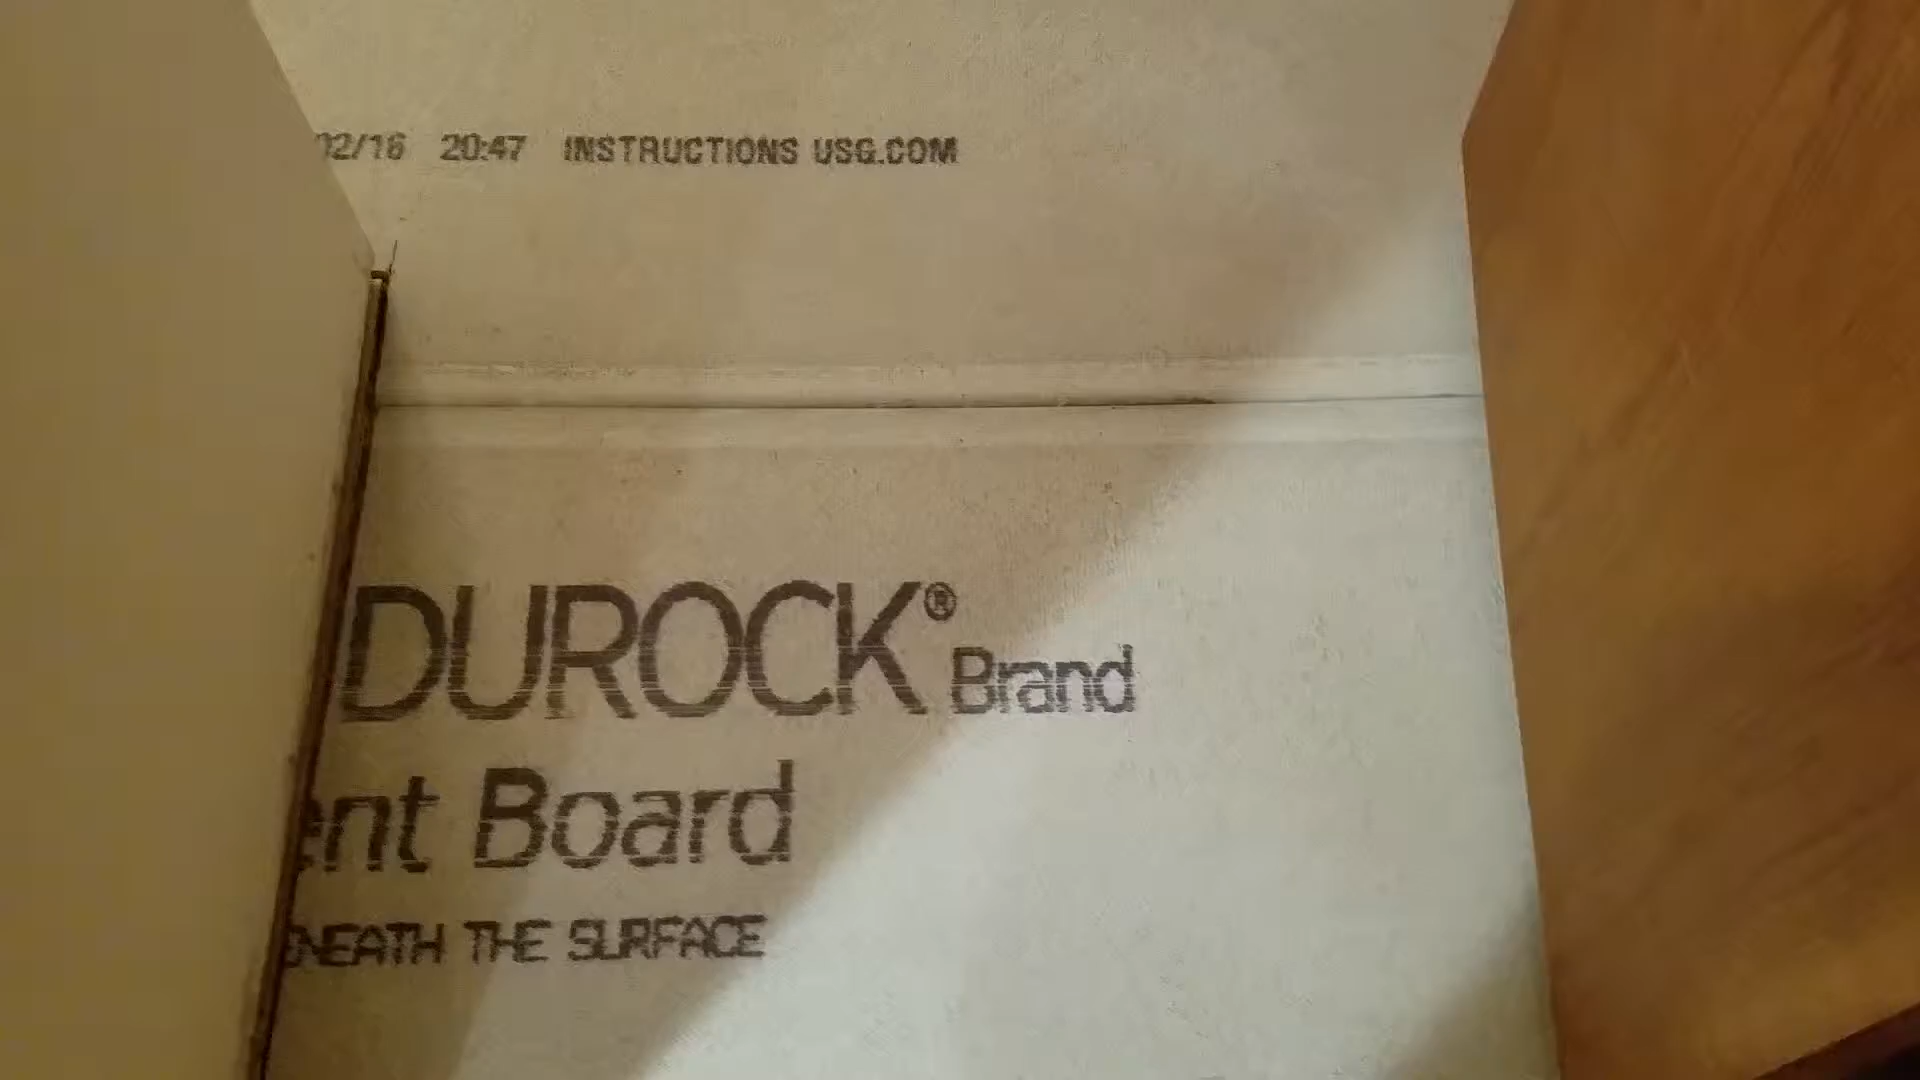 02/16 20:47 INSTRUCTIONS USG.COM
DUROCK® Brand
ent Board
NEATH THE SURFACE